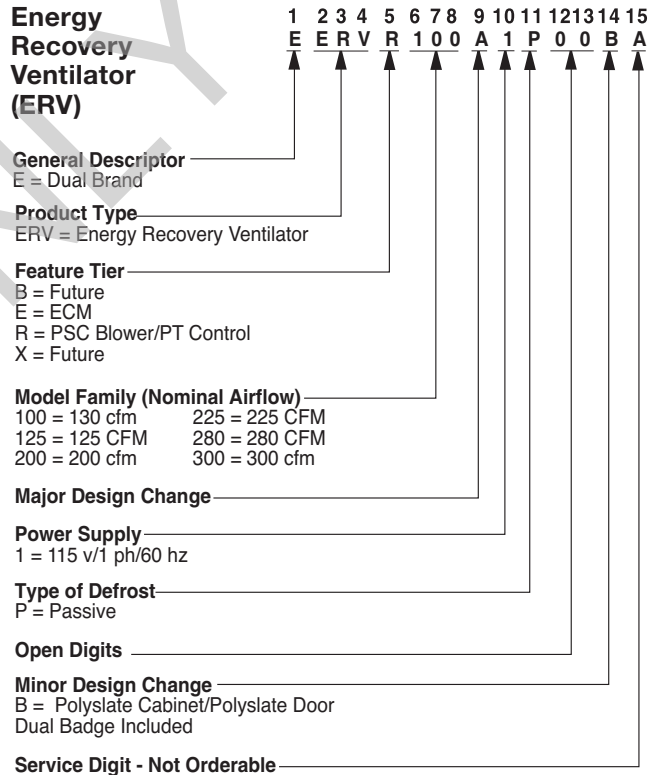 Energy
Recovery
Ventilator
(ERV)
1 2 3 4 5 6 7 8 9 10 11 12 13 14 15
E E R V R 1 0 0 A 1 P 0 0 B A
General Descriptor
E = Dual Brand
Product Type
ERV = Energy Recovery Ventilator
Feature Tier
B = Future
E = ECM
R = PSC Blower/PT Control
X = Future
Model Family (Nominal Airflow)
100 = 130 cfm 225 = 225 CFM
125 = 125 CFM 280 = 280 CFM
200 = 200 cfm 300 = 300 cfm
Major Design Change
Power Supply
1 = 115 v/1 ph/60 hz
Type of Defrost
P = Passive
Open Digits
Minor Design Change
B = Polyslate Cabinet/Polyslate Door
Dual Badge Included
Service Digit - Not Orderable
NLY